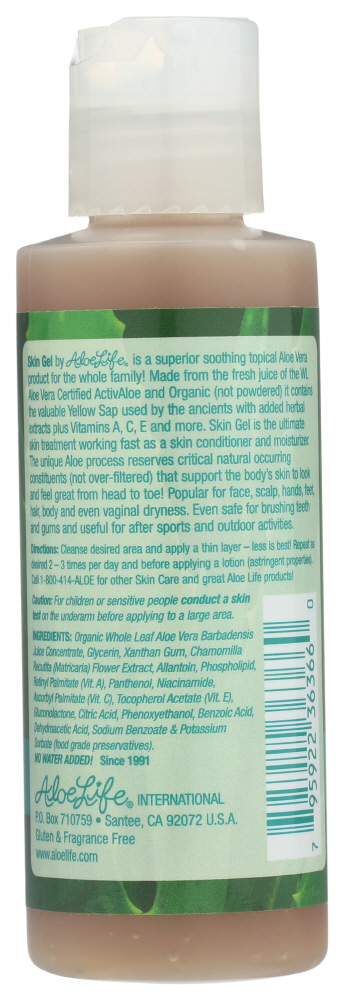 Skin Gel by AloeLife® is a superior soothing topical Aloe Vera
product for the whole family! Made from the fresh juice of the WL
Aloe Vera Certified ActivAloe and Organic (not powdered) it contains
the valuable Yellow Sap used by the ancients with added herbal
extracts plus Vitamins A, C, E and more. Skin Gel is the ultimate
skin treatment working fast as a skin conditioner and moisturizer.
The unique Aloe process reserves critical natural occurring
constituents (not over-filtered) that support the body's skin to look
and feel great from head to toe! Popular for face, scalp, hands, feet,
hair, body and even vaginal dryness. Even safe for brushing teeth
and gums and useful for after sports and outdoor activities.
Directions: Cleanse desired area and apply a thin layer – less is best! Repeat as
desired 2 – 3 times per day and before applying a lotion (astringent properties).
Call 1-800-414-ALOE for other Skin Care and great Aloe Life products!
Caution: For children or sensitive people conduct a skin
test on the underarm before applying to a large area.
INGREDIENTS: Organic Whole Leaf Aloe Vera Barbadensis
Juice Concentrate, Glycerin, Xanthan Gum, Chamomilla
Recutita (Matricaria) Flower Extract, Allantoin, Phospholipid,
Retinyl Palmitate (Vit. A), Panthenol, Niacinamide,
Ascorbyl Palmitate (Vit. C), Tocopherol Acetate (Vit. E),
Gluconolactone, Citric Acid, Phenoxyethanol, Benzoic Acid,
Dehydroacetic Acid, Sodium Benzoate & Potassium
Sorbate (food grade preservatives).
NO WATER ADDED! Since 1991
AloeLife® INTERNATIONAL
P.O. Box 710759 • Santee, CA 92072 U.S.A.
Gluten & Fragrance Free
www.aloelife.com
7 95922 36366 0